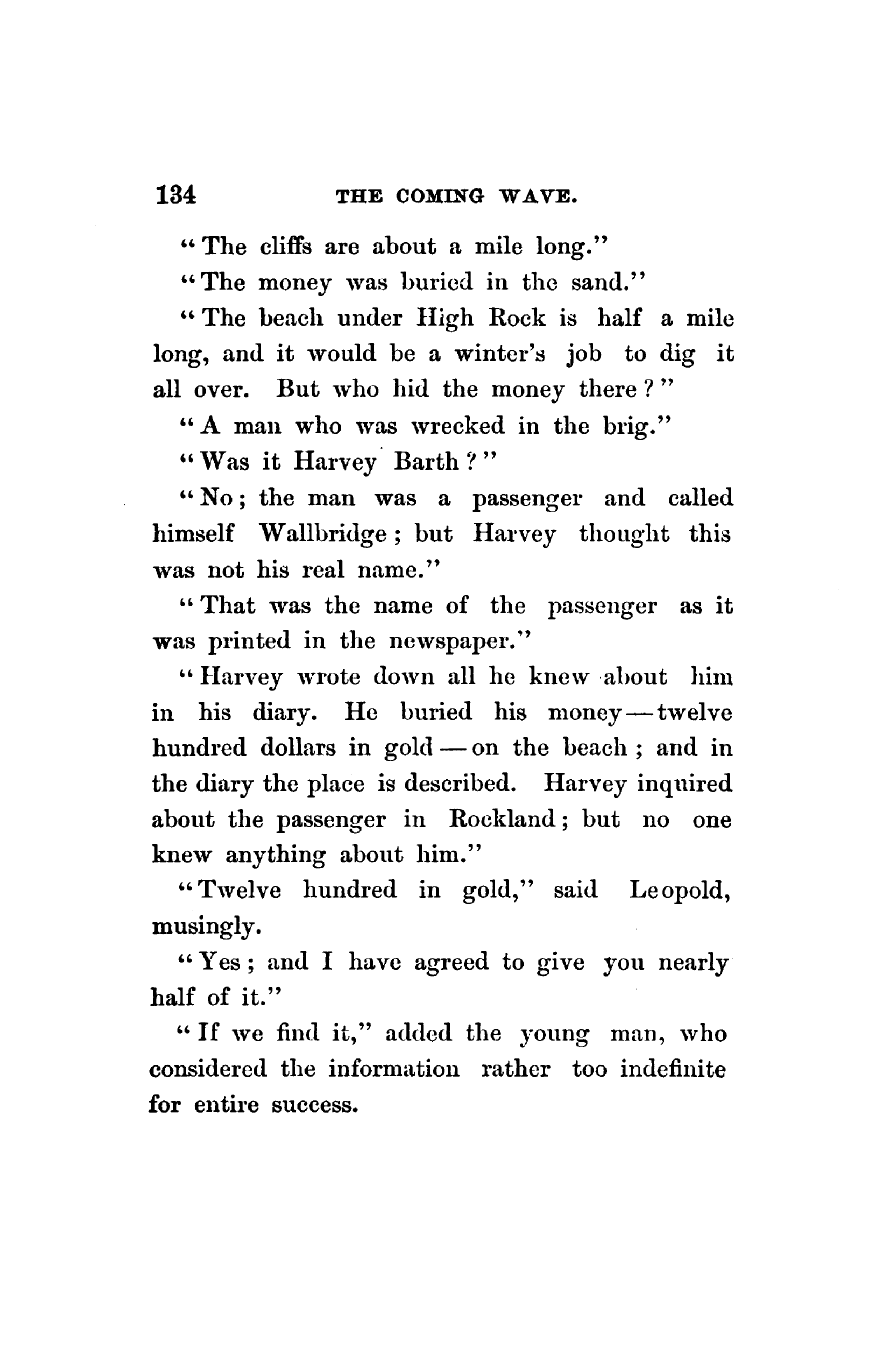 134 THE COMING WAVE.
“The cliffs are about a mile long.”
“The money was buried in the sand.”
“The beach under High Rock is half a mile
long, and it would be a winter’s job to dig it
all over. But who hid the money there?”
“A man who was wrecked in the brig.”
“Was it Harvey Barth?”
“No; the man was a passenger and called
himself Wallbridge; but Harvey thought this
was not his real name.”
“That was the name of the passenger as it
was printed in the newspaper.”
“Harvey wrote down all he knew about him
in his diary. He buried his money—twelve
hundred dollars in gold—on the beach; and in
the diary the place is described. Harvey inquired
about the passenger in Rockland; but no one
knew anything about him.”
“Twelve hundred in gold,” said Leopold,
musingly.
“Yes; and I have agreed to give you nearly
half of it.”
“If we find it,” added the young man, who
considered the information rather too indefinite
for entire success.